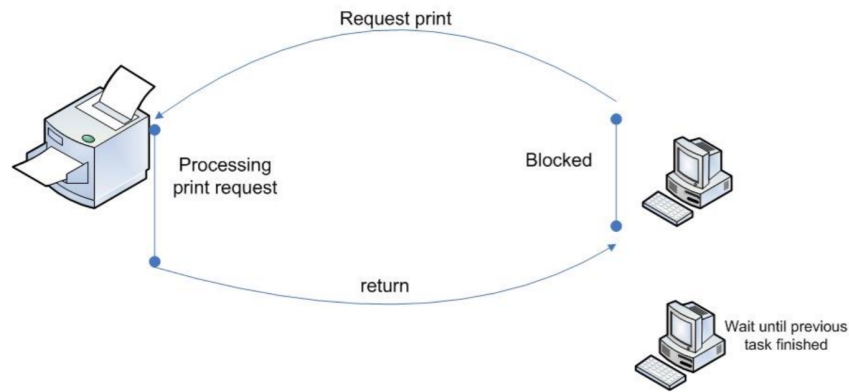 Request print
Processing
print request
Blocked
return
Wait until previous
task finished